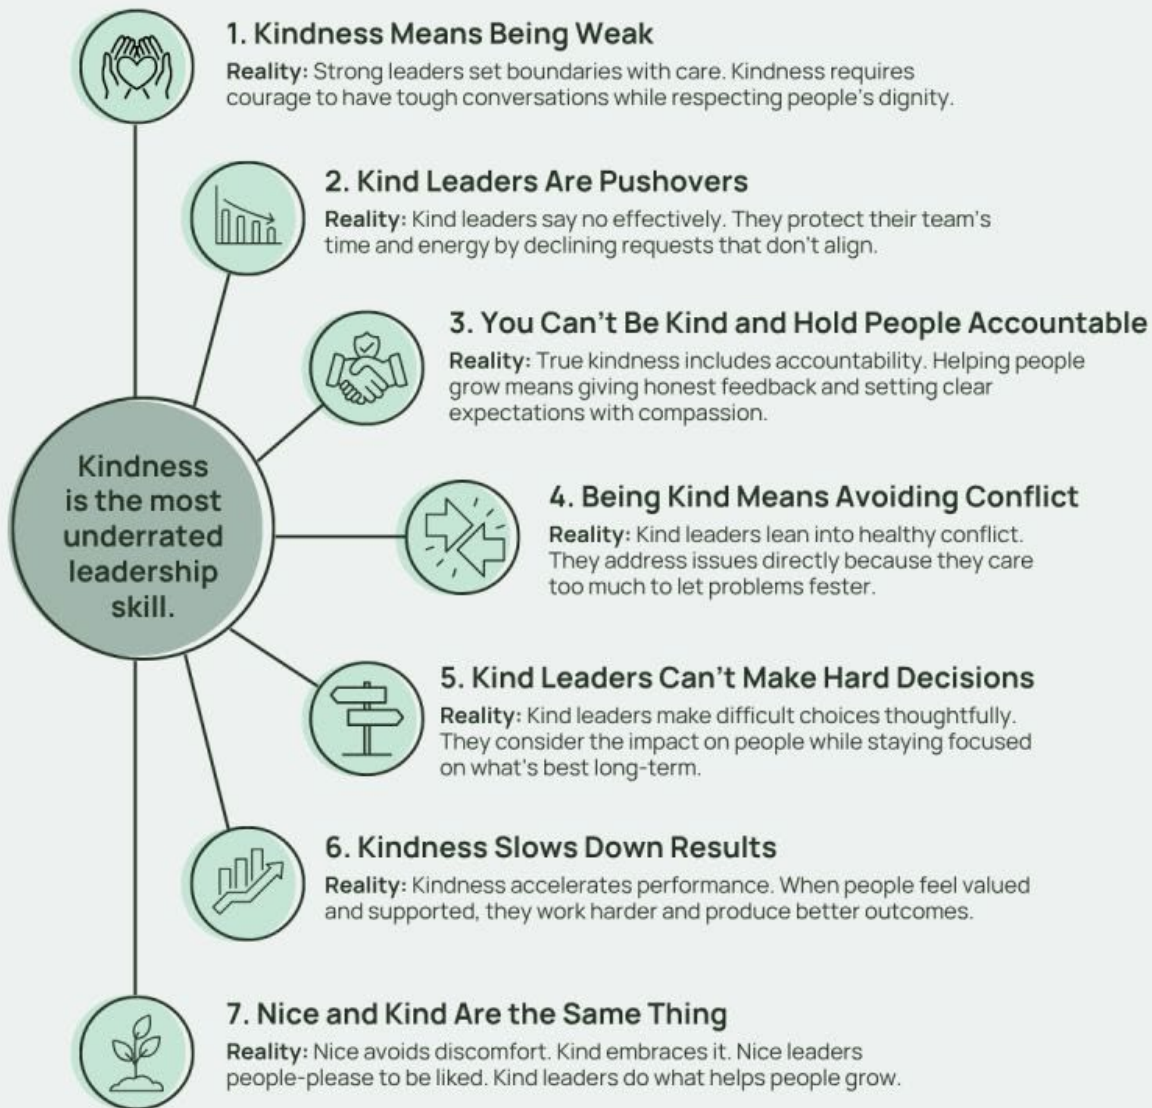 1. Kindness Means Being Weak
Reality: Strong leaders set boundaries with care. Kindness requires
courage to have tough conversations while respecting people's dignity.
2. Kind Leaders Are Pushovers
Reality: Kind leaders say no effectively. They protect their team's
time and energy by declining requests that don't align.
3. You Can't Be Kind and Hold People Accountable
Reality: True kindness includes accountability. Helping people
grow means giving honest feedback and setting clear
expectations with compassion.
Kindness
is the most
underrated
leadership
skill.
4. Being Kind Means Avoiding Conflict
Reality: Kind leaders lean into healthy conflict.
They address issues directly because they care
too much to let problems fester.
5. Kind Leaders Can't Make Hard Decisions
Reality: Kind leaders make difficult choices thoughtfully.
They consider the impact on people while staying focused
on what's best long-term.
6. Kindness Slows Down Results
Reality: Kindness accelerates performance. When people feel valued
and supported, they work harder and produce better outcomes.
7. Nice and Kind Are the Same Thing
Reality: Nice avoids discomfort. Kind embraces it. Nice leaders
people-please to be liked. Kind leaders do what helps people grow.